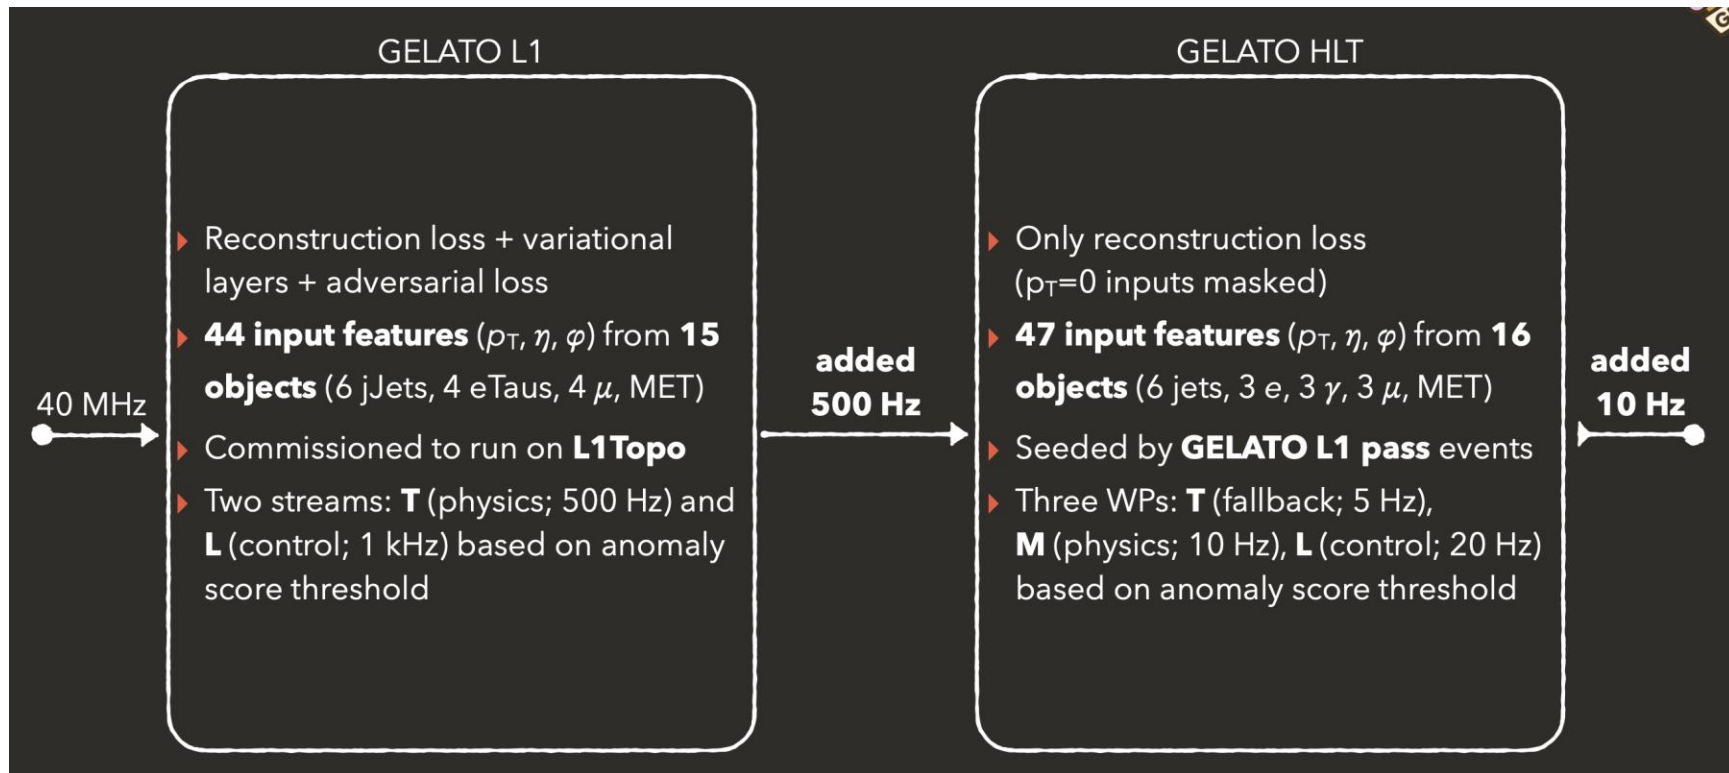 GELATO L1
Reconstruction loss + variational
layers + adversarial loss
44 input features (pT, η, φ) from 15
objects (6 jJets, 4 eTaus, 4 μ, MET)
Commissioned to run on L1Topo
Two streams: T (physics; 500 Hz) and
L (control; 1 kHz) based on anomaly
score threshold
40 MHz
added
500 Hz
GELATO HLT
Only reconstruction loss
(pT=0 inputs masked)
47 input features (pT, η, φ) from 16
objects (6 jets, 3 e, 3 γ, 3 μ, MET)
Seeded by GELATO L1 pass events
Three WPs: T (fallback; 5 Hz),
M (physics; 10 Hz), L (control; 20 Hz)
based on anomaly score threshold
added
10 Hz
G